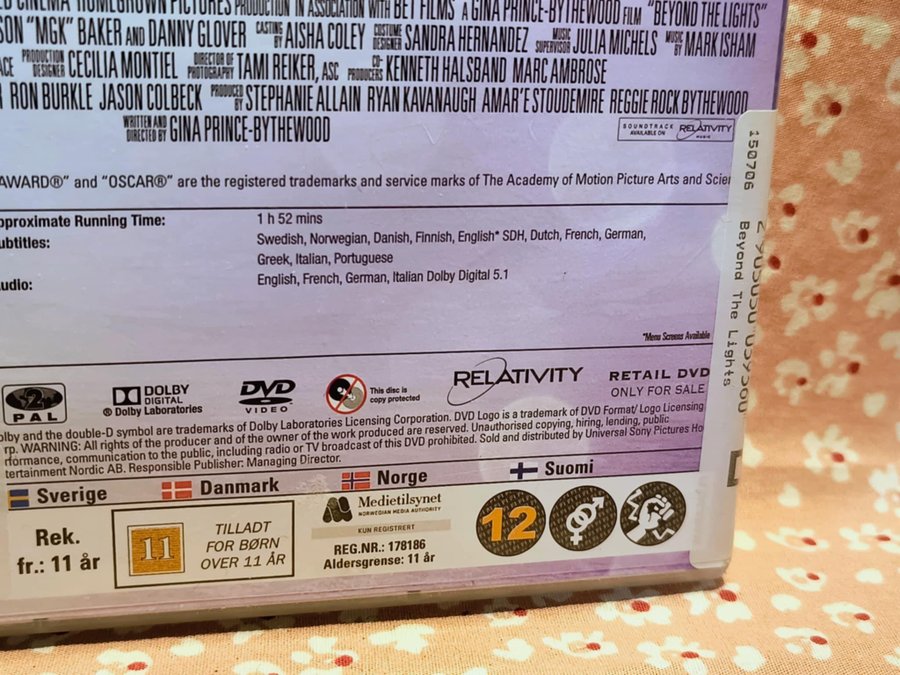 CINEMA HOMEGROWN PICTURES PRODUCTION IN ASSOCIATION WITH BET FILMS A GINA PRINCE-BYTHEWOOD FILM "BEYOND THE LIGHTS"
SON "MGK" BAKER AND DANNY GLOVER CASTING BY AISHA COLEY COSTUME DESIGNER SANDRA HERNANDEZ MUSIC SUPERVISOR JULIA MICHELS MUSIC BY MARK ISHAM
ACE PRODUCTION DESIGNER CECILIA MONTIEL DIRECTOR OF PHOTOGRAPHY TAMI REIKER, ASC CO-PRODUCERS KENNETH HALSBAND MARC AMBROSE
RON BURKLE JASON COLBECK PRODUCED BY STEPHANIE ALLAIN RYAN KAVANAUGH AMAR'E STOUDEMIRE REGGIE ROCK BYTHEWOOD
WRITTEN AND DIRECTED BY GINA PRINCE-BYTHEWOOD
SOUNDTRACK AVAILABLE ON RELATIVITY MUSIC
AWARD®" and "OSCAR®" are the registered trademarks and service marks of The Academy of Motion Picture Arts and Scien
pproximate Running Time: 1 h 52 mins
ubtitles: Swedish, Norwegian, Danish, Finnish, English* SDH, Dutch, French, German,
Greek, Italian, Portuguese
udio: English, French, German, Italian Dolby Digital 5.1
*Menu Screens Available
2
PAL
DOLBY
DIGITAL
® Dolby Laboratories
DVD
VIDEO
This disc is
copy protected
RELATIVITY
RETAIL DVD
ONLY FOR SALE
olby and the double-D symbol are trademarks of Dolby Laboratories Licensing Corporation. DVD Logo is a trademark of DVD Format/ Logo Licensing
rp. WARNING: All rights of the producer and of the owner of the work produced are reserved. Unauthorised copying, hiring, lending, public
rformance, communication to the public, including radio or TV broadcast of this DVD prohibited. Sold and distributed by Universal Sony Pictures Ho
tertainment Nordic AB. Responsible Publisher: Managing Director.
Sverige
Danmark
Norge
Suomi
Rek.
fr.: 11 år
11
TILLADT
FOR BØRN
OVER 11 ÅR
Medietilsynet
NORWEGIAN MEDIA AUTHORITY
KUN REGISTRERT
REG.NR.: 178186
Aldersgrense: 11 år
12
150706
Beyond The Lights